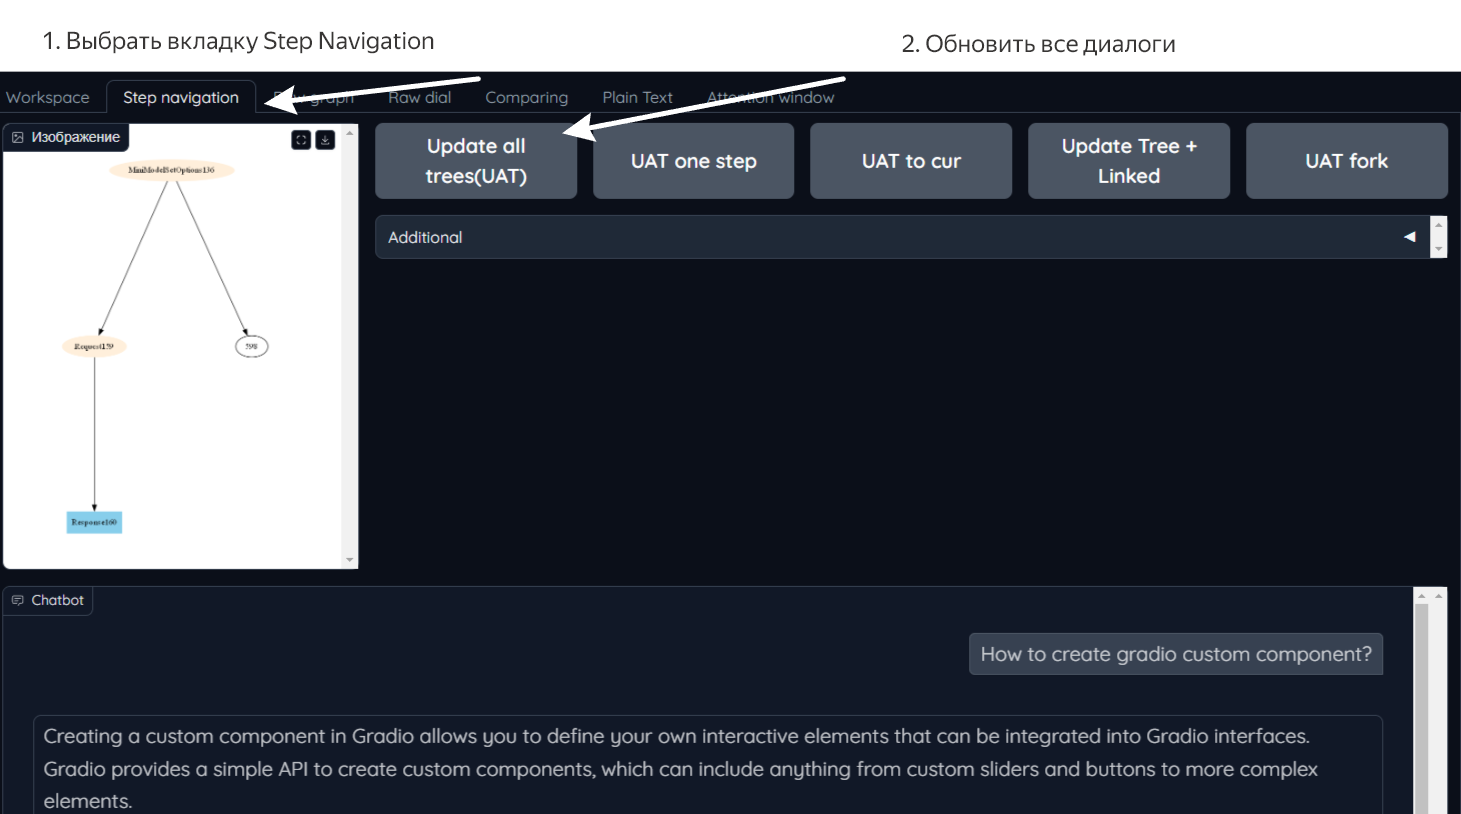 1. Выбрать вкладку Step Navigation
2. Обновить все диалоги
Workspace
Step navigation
graph
Raw dial
Comparing
Plain Text
Attention window
Изображение
MiniModelSetOptions136
Request159
398
Response160
Update all
trees(UAT)
UAT one step
UAT to cur
Update Tree +
Linked
UAT fork
Additional
Chatbot
How to create gradio custom component?
Creating a custom component in Gradio allows you to define your own interactive elements that can be integrated into Gradio interfaces.
Gradio provides a simple API to create custom components, which can include anything from custom sliders and buttons to more complex
elements.